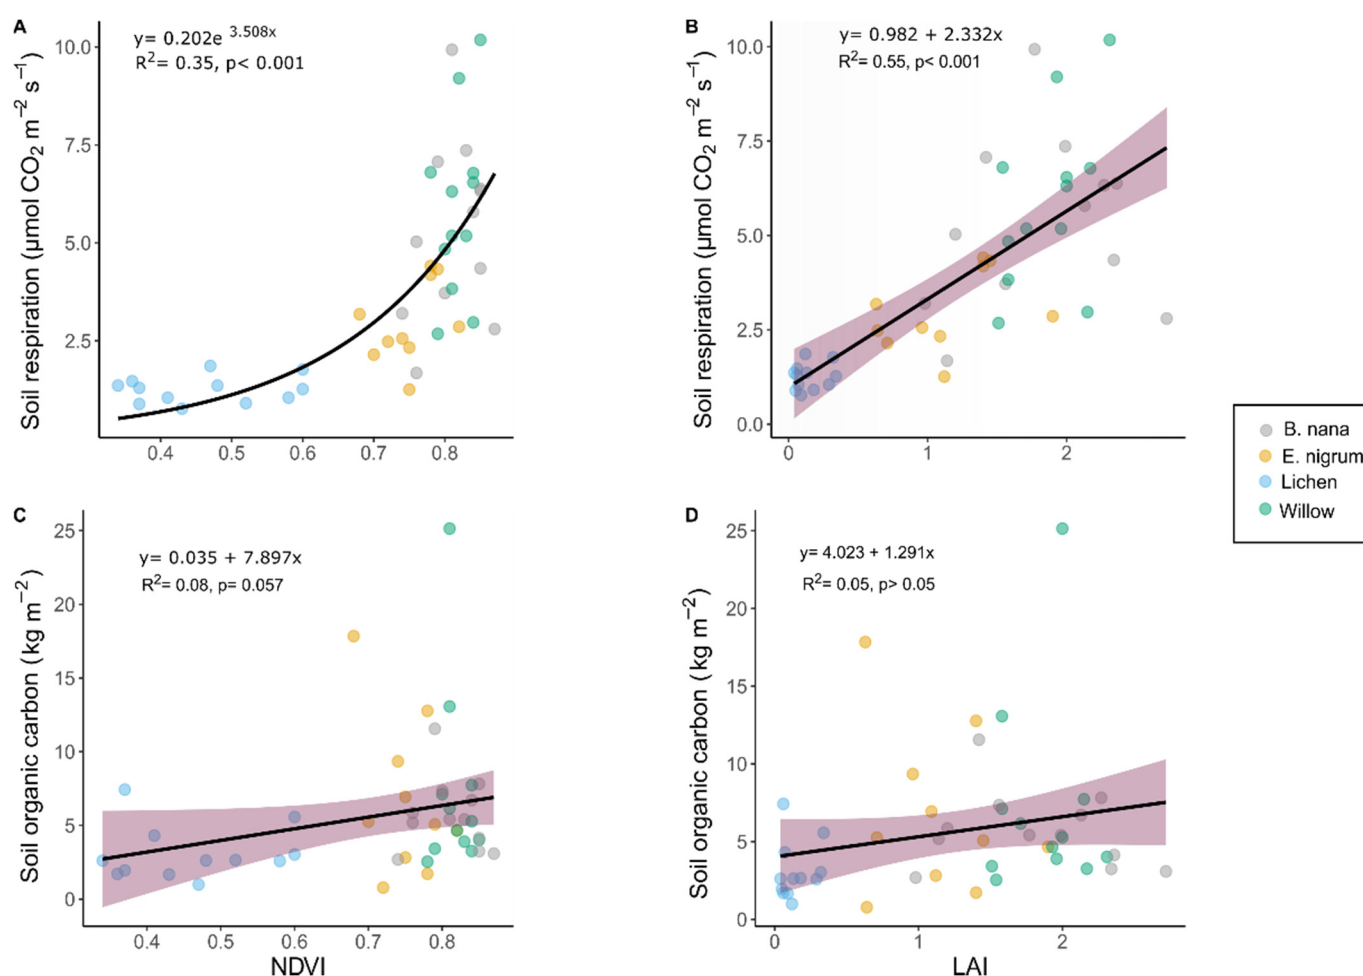 A
y= 0.202e 3.508x
R2= 0.35, p< 0.001
Soil respiration (µmol CO2 m−2 s−1)
10.0
7.5
5.0
2.5
0.4 0.5 0.6 0.7 0.8
B
y= 0.982 + 2.332x
R2= 0.55, p< 0.001
Soil respiration (µmol CO2 m−2 s−1)
10.0
7.5
5.0
2.5
0.0
0 1 2
B. nana
E. nigrum
Lichen
Willow
C
y= 0.035 + 7.897x
R2= 0.08, p= 0.057
Soil organic carbon (kg m−2)
25
20
15
10
5
0
0.4 0.5 0.6 0.7 0.8
NDVI
D
y= 4.023 + 1.291x
R2= 0.05, p> 0.05
Soil organic carbon (kg m−2)
25
20
15
10
5
0
0 1 2
LAI